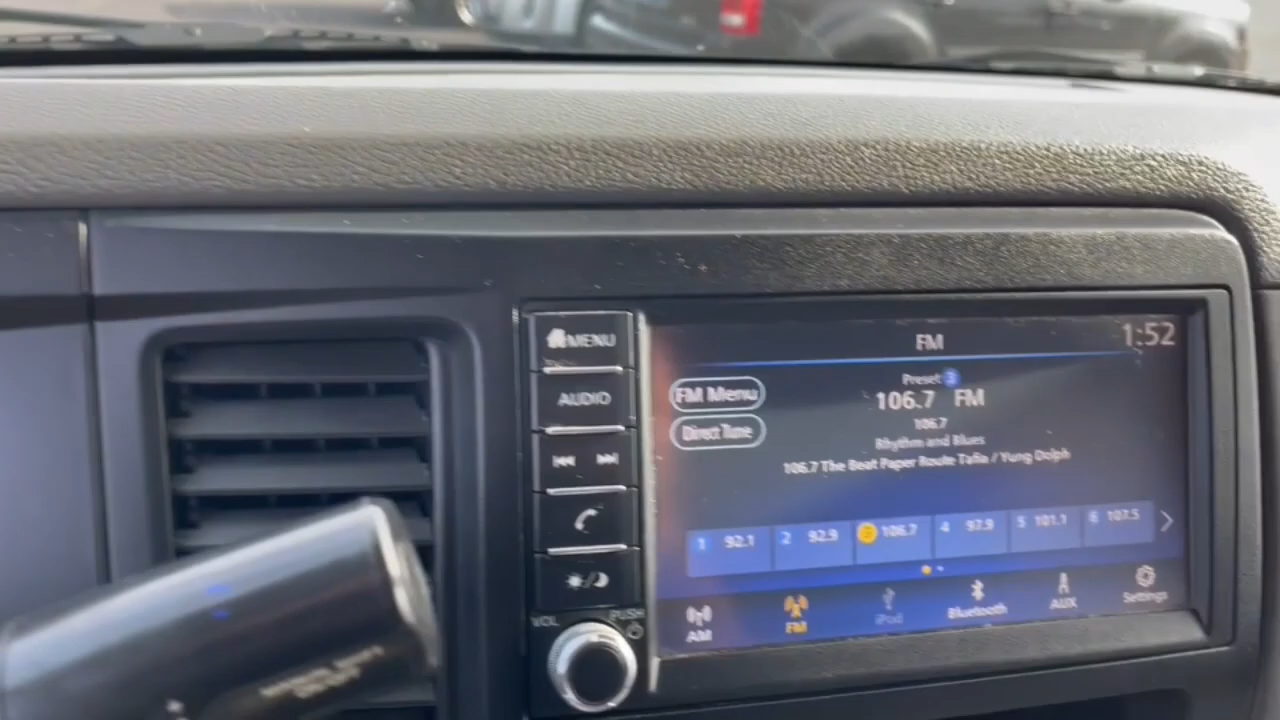 MENU
AUDIO
VOL
PUSH
FM
1:52
FM Menu
Direct Tune
Preset 3
106.7 FM
106.7
Rhythm and Blues
106.7 The Beat Paper Route Tafia / Yung Dolph
1 92.1 2 92.9 106.7 4 97.9 5 101.1 6 107.5
AM FM iPod Bluetooth AUX Settings